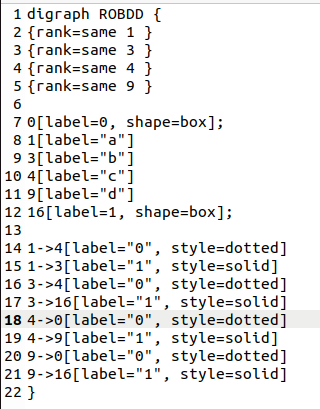 1 digraph ROBDD {
2 {rank=same 1 }
3 {rank=same 3 }
4 {rank=same 4 }
5 {rank=same 9 }
6
7 0[label=0, shape=box];
8 1[label="a"]
9 3[label="b"]
10 4[label="c"]
11 9[label="d"]
12 16[label=1, shape=box];
13
14 1->4[label="0", style=dotted]
15 1->3[label="1", style=solid]
16 3->4[label="0", style=dotted]
17 3->16[label="1", style=solid]
18 4->0[label="0", style=dotted]
19 4->9[label="1", style=solid]
20 9->0[label="0", style=dotted]
21 9->16[label="1", style=solid]
22 }